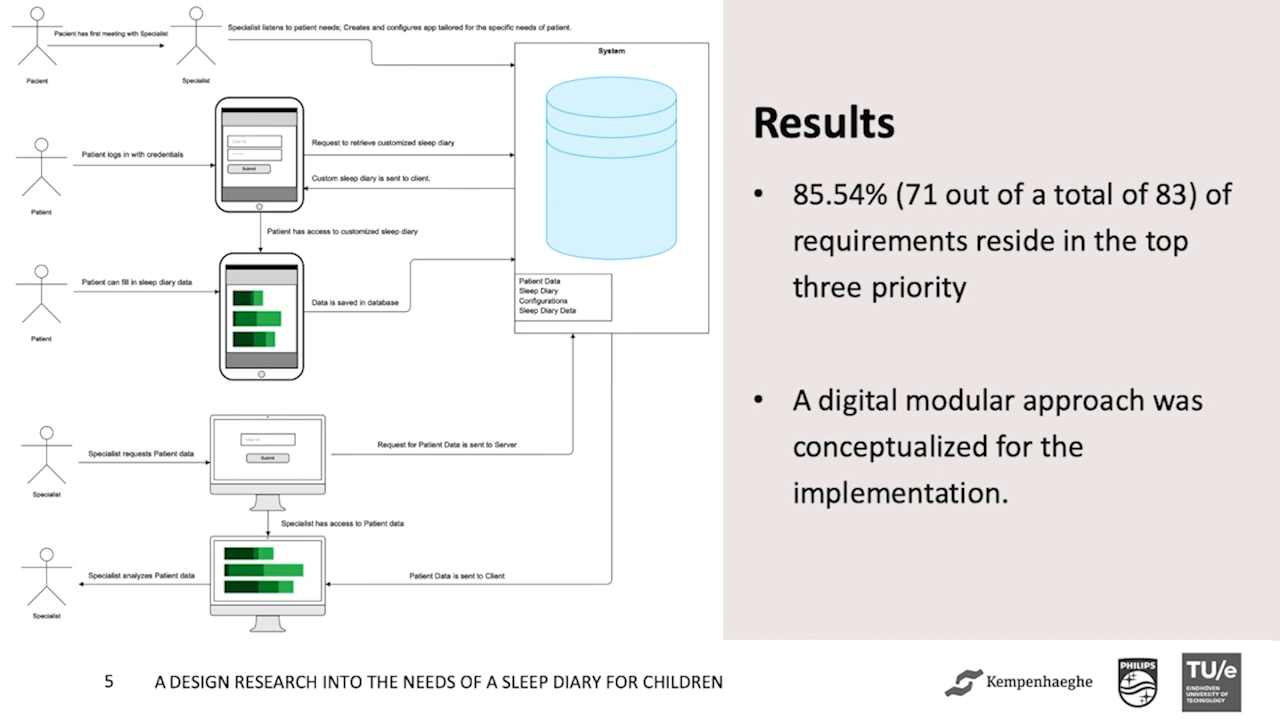 Pacient has first meeting with Specialist
Pacient
Specialist
Specialist listens to patient needs; Creates and configures app tailored for the specific needs of patient.
System
Patient logs in with credentials
Patient
User id
Submit
Request to retrieve customized sleep diary
Custom sleep diary is sent to client.
Patient has access to customized sleep diary
Patient can fill in sleep diary data
Patient
Data is saved in database
Patient Data
Sleep Diary
Configurations
Sleep Diary Data
Specialist requests Patient data
Specialist
User id
Submit
Request for Patient Data is sent to Server
Specialist has access to Patient data
Specialist analyzes Patient data
Specialist
Patient Data is sent to Client
Results
• 85.54% (71 out of a total of 83) of
requirements reside in the top
three priority
• A digital modular approach was
conceptualized for the
implementation.
5
A DESIGN RESEARCH INTO THE NEEDS OF A SLEEP DIARY FOR CHILDREN
Kempenhaeghe
PHILIPS
TU/e
EINDHOVEN
UNIVERSITY OF
TECHNOLOGY